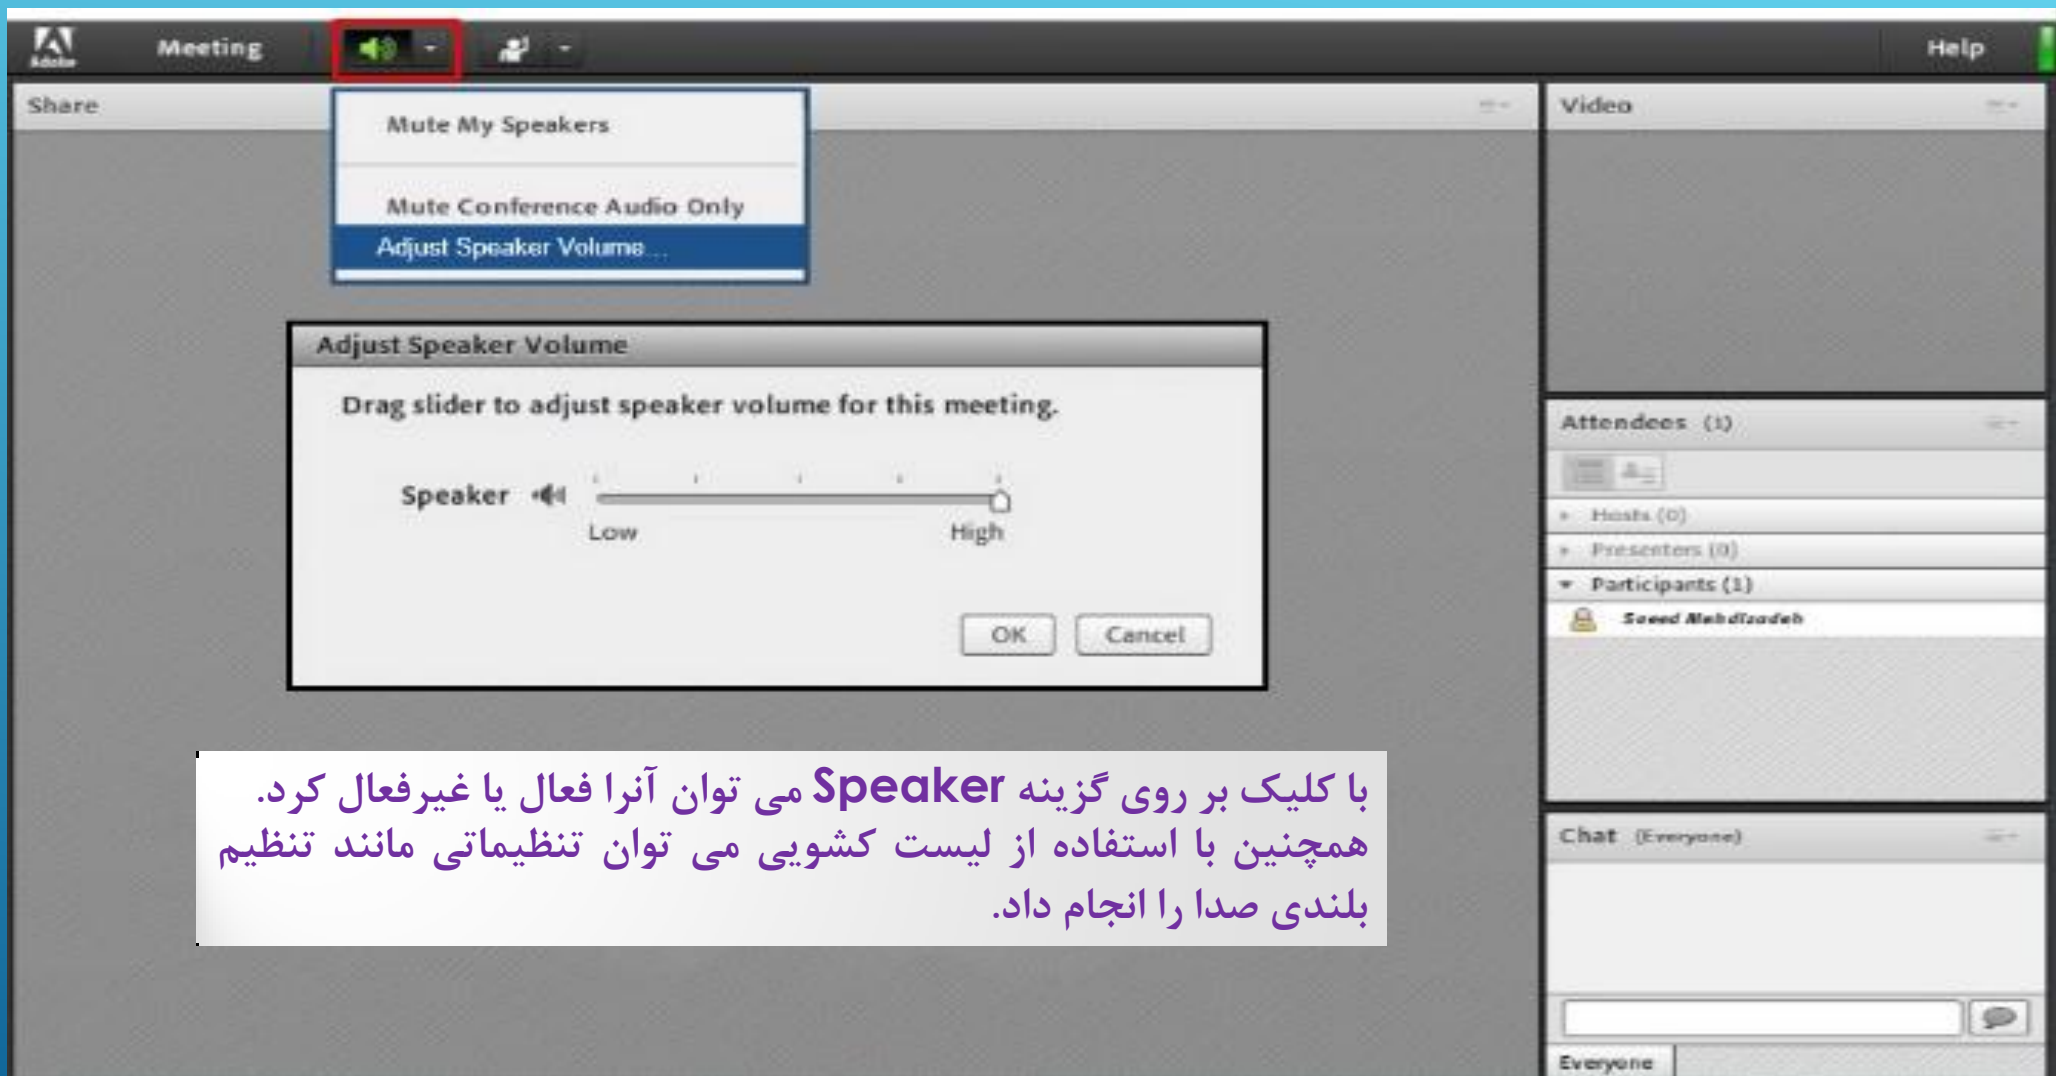 Adobe
Meeting
Help
Share
Mute My Speakers
Mute Conference Audio Only
Adjust Speaker Volume...
Adjust Speaker Volume
Drag slider to adjust speaker volume for this meeting.
Speaker
Low High
OK Cancel
با کلیک بر روی گزینه Speaker می توان آنرا فعال یا غیرفعال کرد.
همچنین با استفاده از لیست کشویی می توان تنظیماتی مانند تنظیم
بلندی صدا را انجام داد.
Video
Attendees (1)
Hosts (0)
Presenters (0)
Participants (1)
Saeed Mehdizadeh
Chat (Everyone)
Everyone